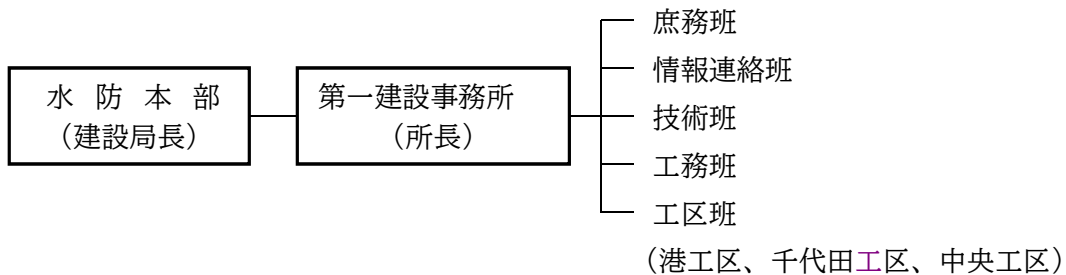 水防本部
（建設局長）
第一建設事務所
（所長）
庶務班
情報連絡班
技術班
工務班
工区班
（港工区、千代田工区、中央工区）